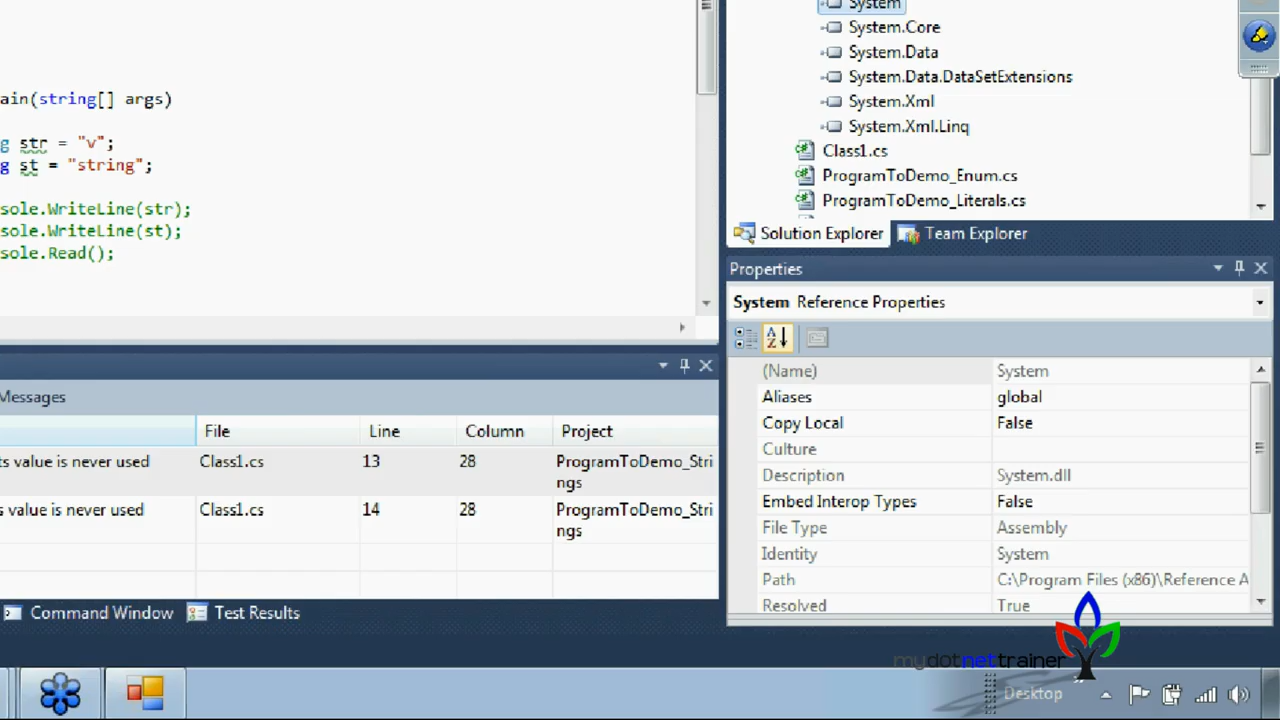 System
System.Core
System.Data
System.Data.DataSetExtensions
System.Xml
System.Xml.Linq
Class1.cs
ProgramToDemo_Enum.cs
ProgramToDemo_Literals.cs
Solution Explorer
Team Explorer
ain(string[] args)
g str = "v";
g st = "string";
sole.WriteLine(str);
sole.WriteLine(st);
sole.Read();
Messages
File Line Column Project
ts value is never used Class1.cs 13 28 ProgramToDemo_Stri
ngs
s value is never used Class1.cs 14 28 ProgramToDemo_Stri
ngs
Command Window Test Results
Properties
System Reference Properties
(Name) System
Aliases global
Copy Local False
Culture
Description System.dll
Embed Interop Types False
File Type Assembly
Identity System
Path C:\Program Files (x86)\Reference A
Resolved True
mydotnettrainer
Desktop